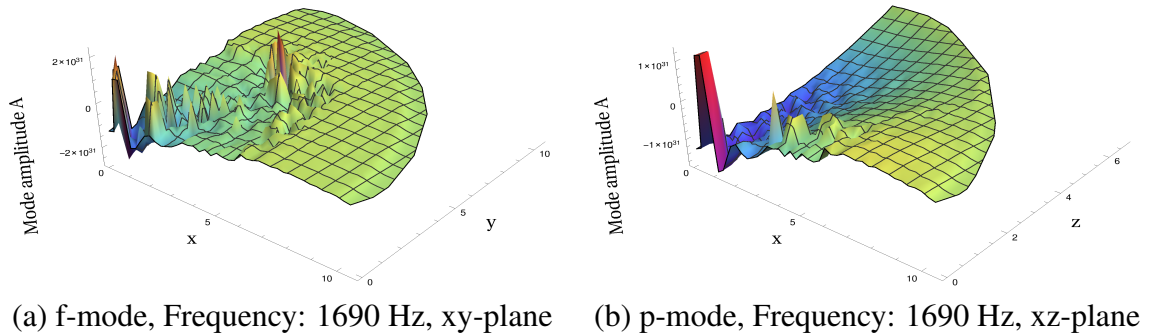 2×10³¹
0
−2×10³¹
Mode amplitude A
0
5
10
x
0
5
10
y
(a) f-mode, Frequency: 1690 Hz, xy-plane
1×10³¹
0
−1×10³¹
Mode amplitude A
0
5
10
x
0
2
4
6
z
(b) p-mode, Frequency: 1690 Hz, xz-plane